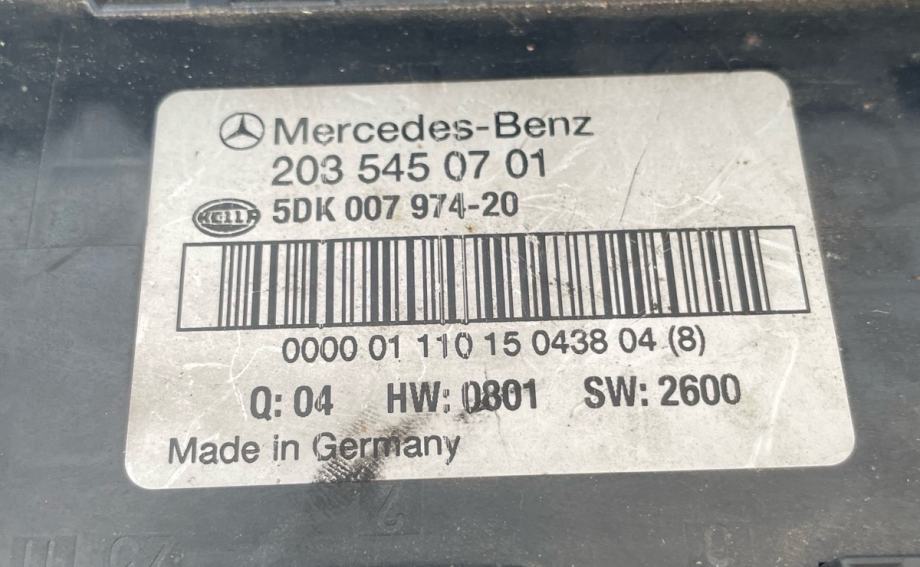 Mercedes-Benz
203 545 07 01
HELLA 5DK 007 974-20
0000 01 110 15 0438 04 (8)
Q: 04 HW: 0801 SW: 2600
Made in Germany